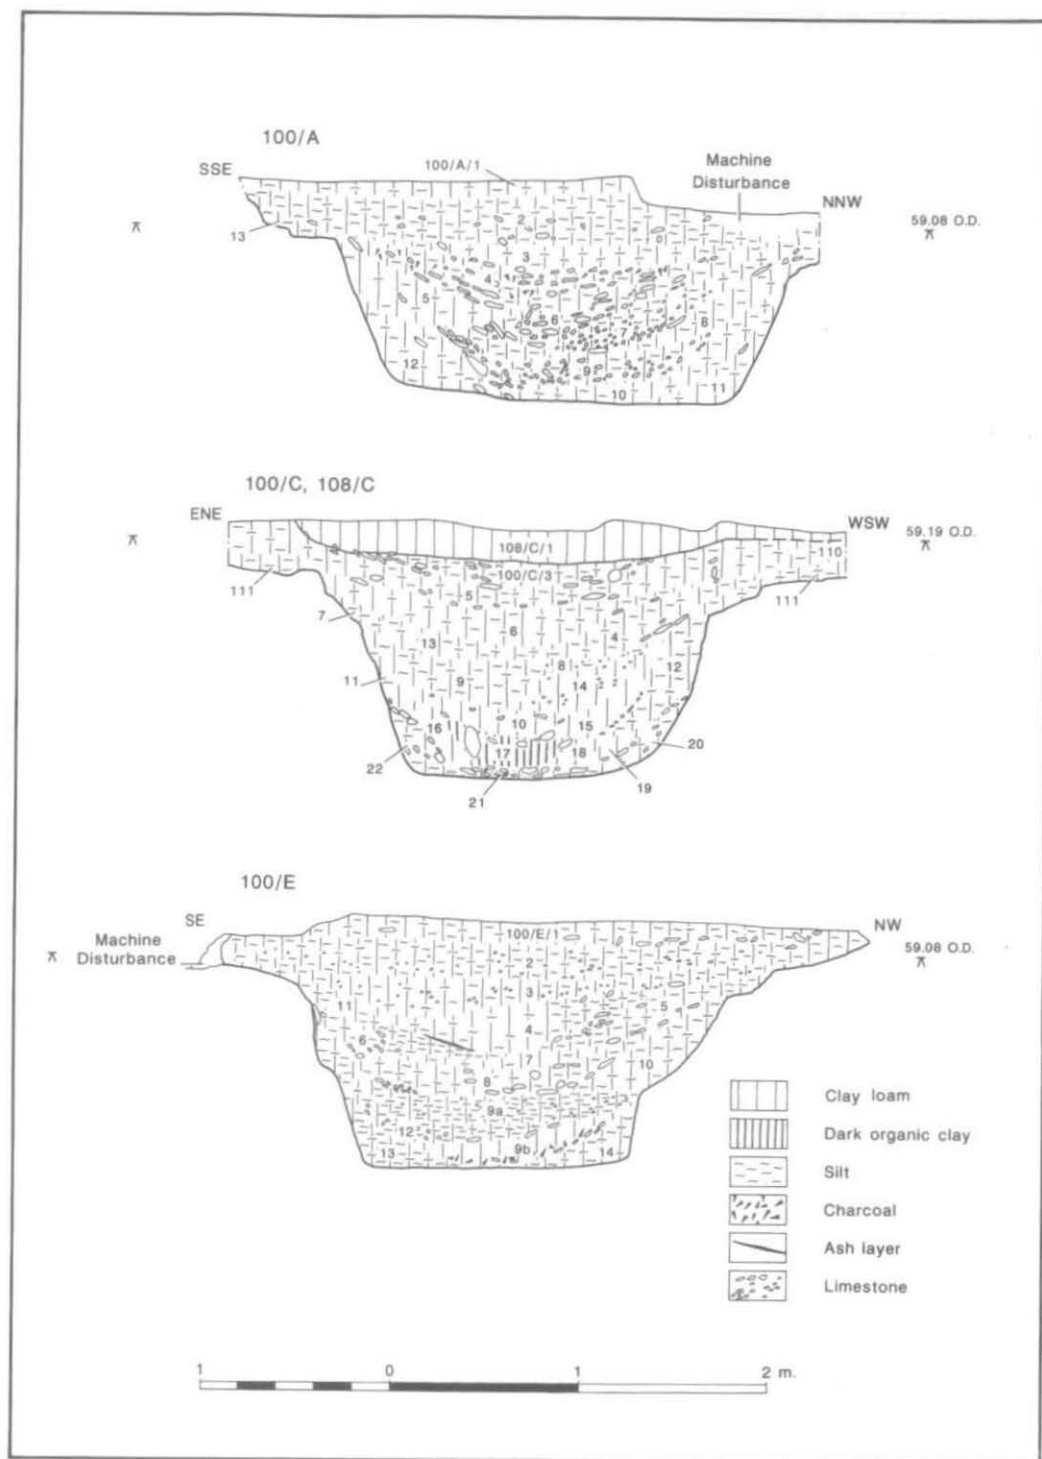 100/A
SSE
100/A/1
Machine
Disturbance
NNW
59.08 O.D.
13
2
3
4
5
6
7
8
9
12
11
10
100/C, 108/C
ENE
WSW
59.19 O.D.
108/C/1
110
100/C/3
111
111
5
7
6
4
13
8
12
11
9
14
16
10
15
17
18
20
22
19
21
100/E
SE
NW
Machine
Disturbance
59.08 O.D.
100/E/1
2
3
11
5
4
6
7
10
8
9a
12
13
9b
14
Clay loam
Dark organic clay
Silt
Charcoal
Ash layer
Limestone
1 0 1 2 m.